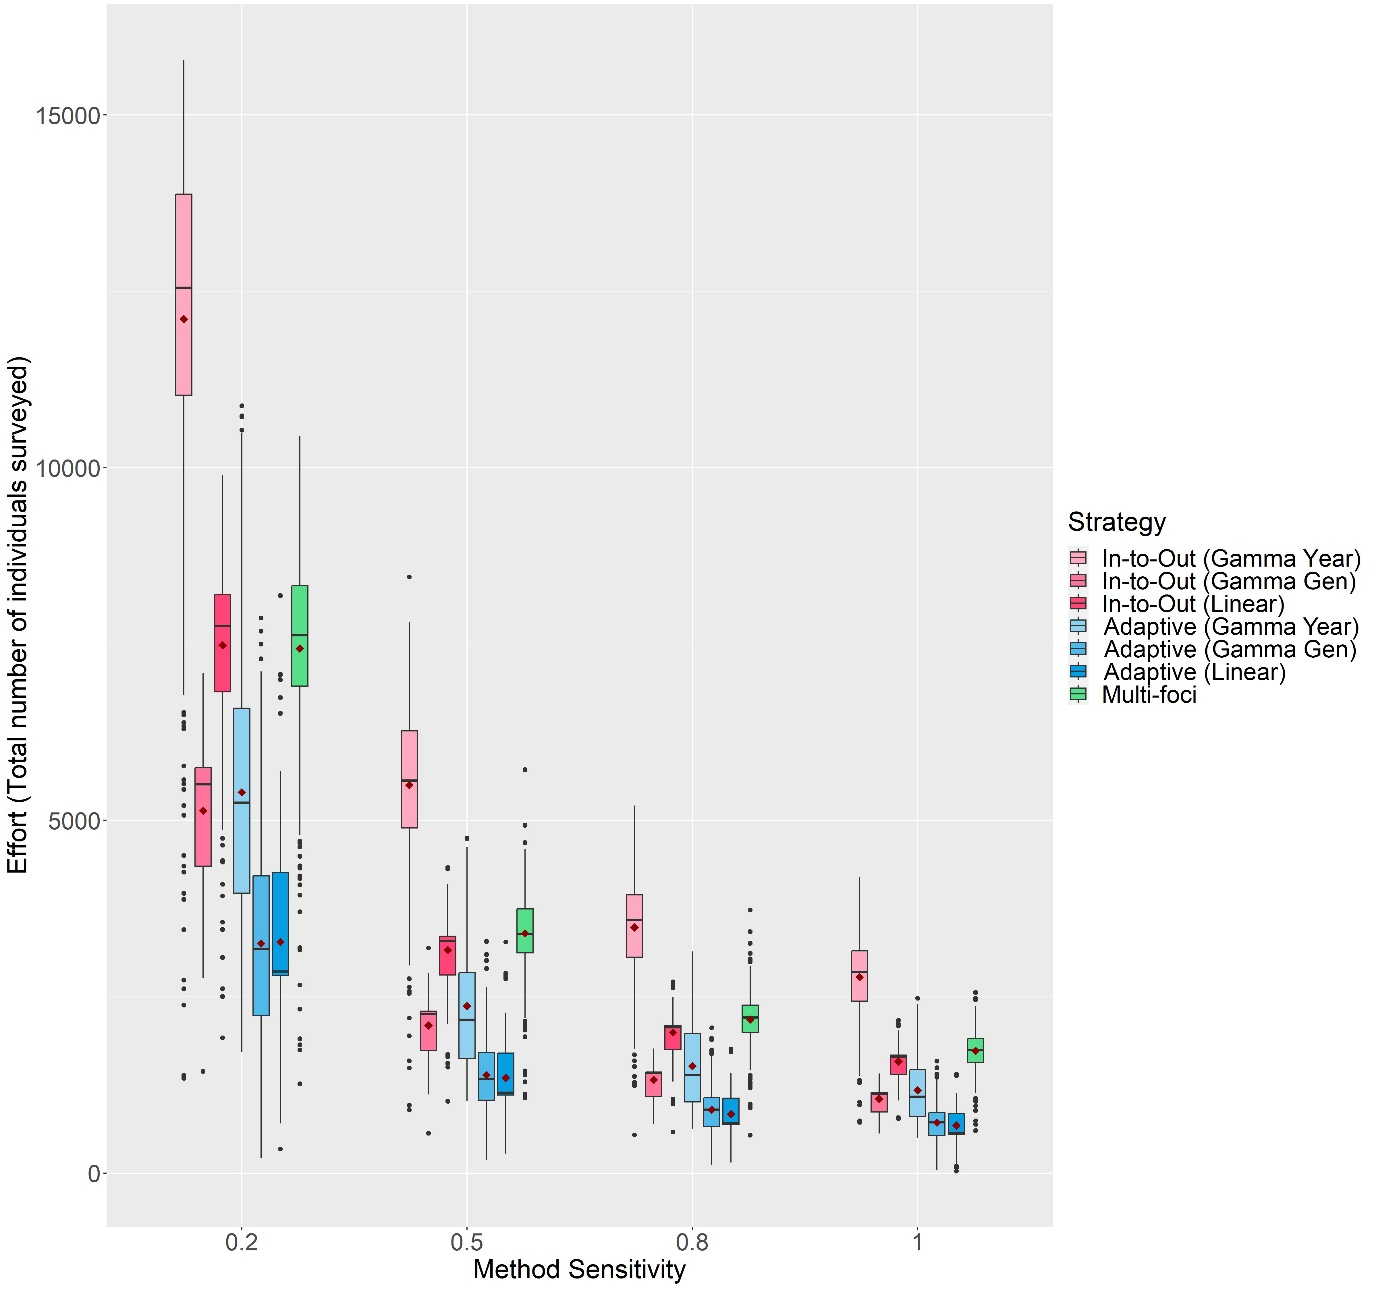 Effort (Total number of individuals surveyed)
15000
10000
5000
0
0.2
0.5
0.8
1
Method Sensitivity
Strategy
In-to-Out (Gamma Year)
In-to-Out (Gamma Gen)
In-to-Out (Linear)
Adaptive (Gamma Year)
Adaptive (Gamma Gen)
Adaptive (Linear)
Multi-foci